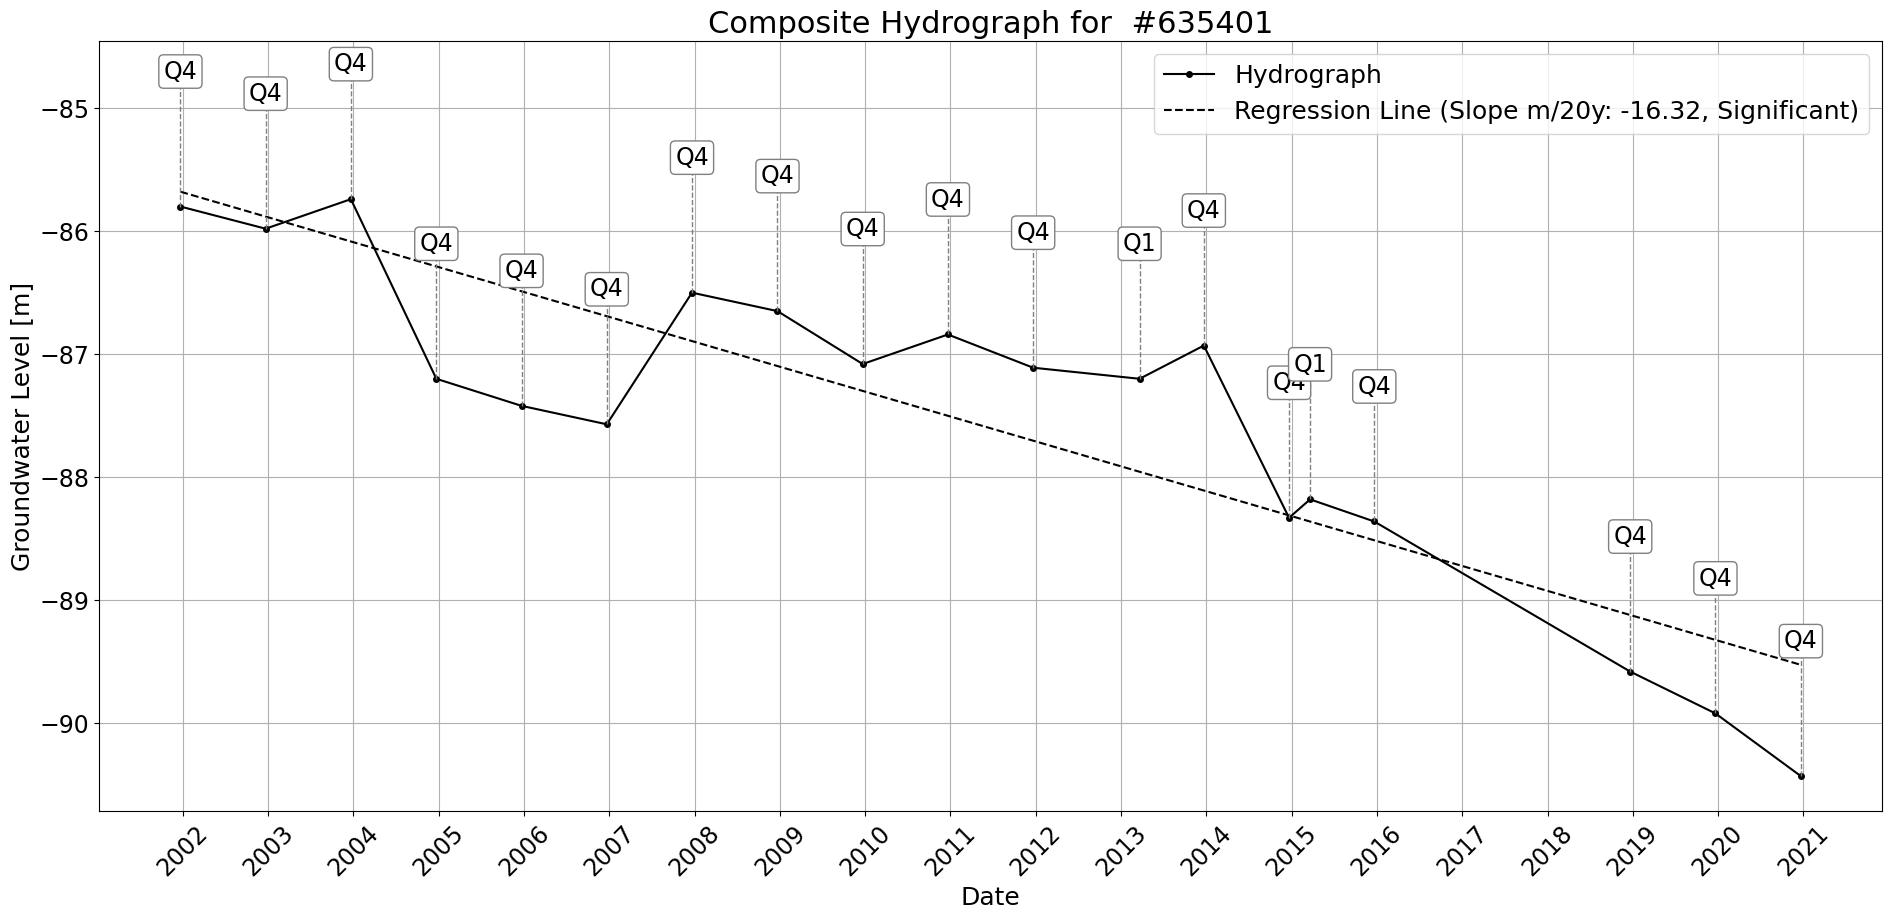 Composite Hydrograph for  #635401
Hydrograph
Regression Line (Slope m/20y: -16.32, Significant)
Groundwater Level [m]
−85
−86
−87
−88
−89
−90
Q4
Q4
Q4
Q4
Q4
Q4
Q4
Q4
Q4
Q4
Q4
Q1
Q4
Q4
Q1
Q4
Q4
Q4
Q4
2002
2003
2004
2005
2006
2007
2008
2009
2010
2011
2012
2013
2014
2015
2016
2017
2018
2019
2020
2021
Date